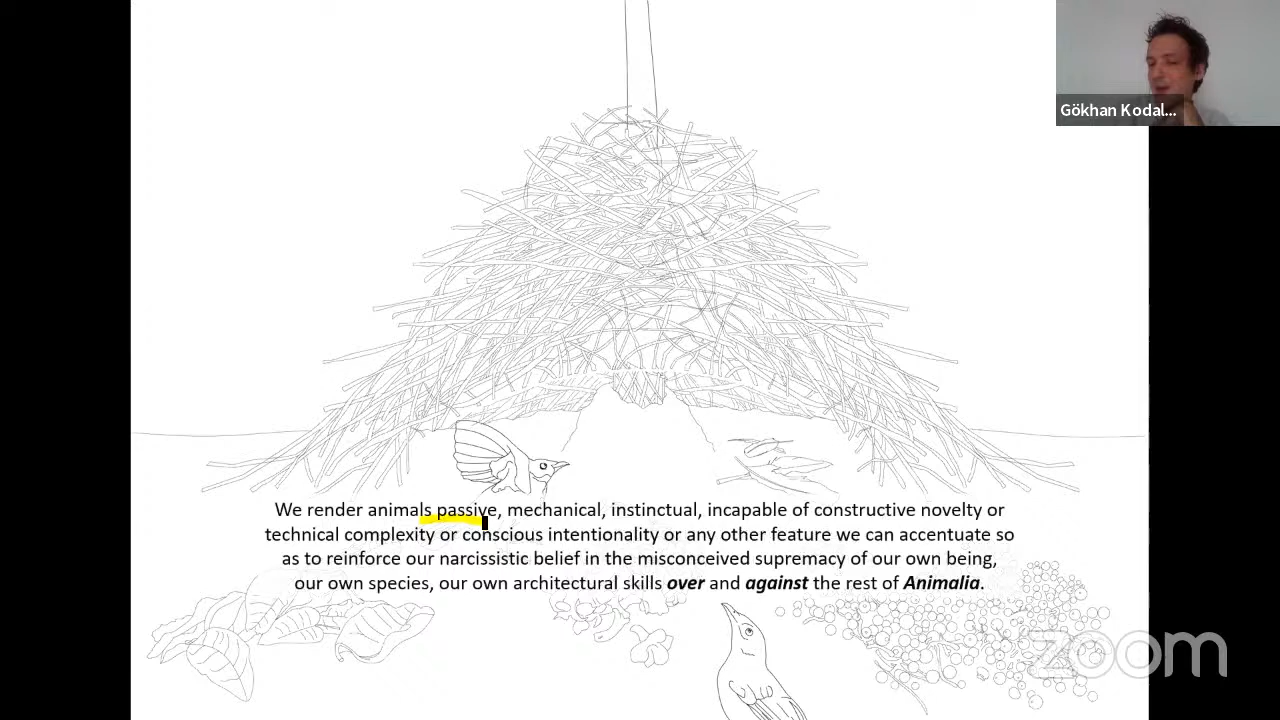 Gökhan Kodal...
We render animals passive, mechanical, instinctual, incapable of constructive novelty or
technical complexity or conscious intentionality or any other feature we can accentuate so
as to reinforce our narcissistic belief in the misconceived supremacy of our own being,
our own species, our own architectural skills over and against the rest of Animalia.
zoom